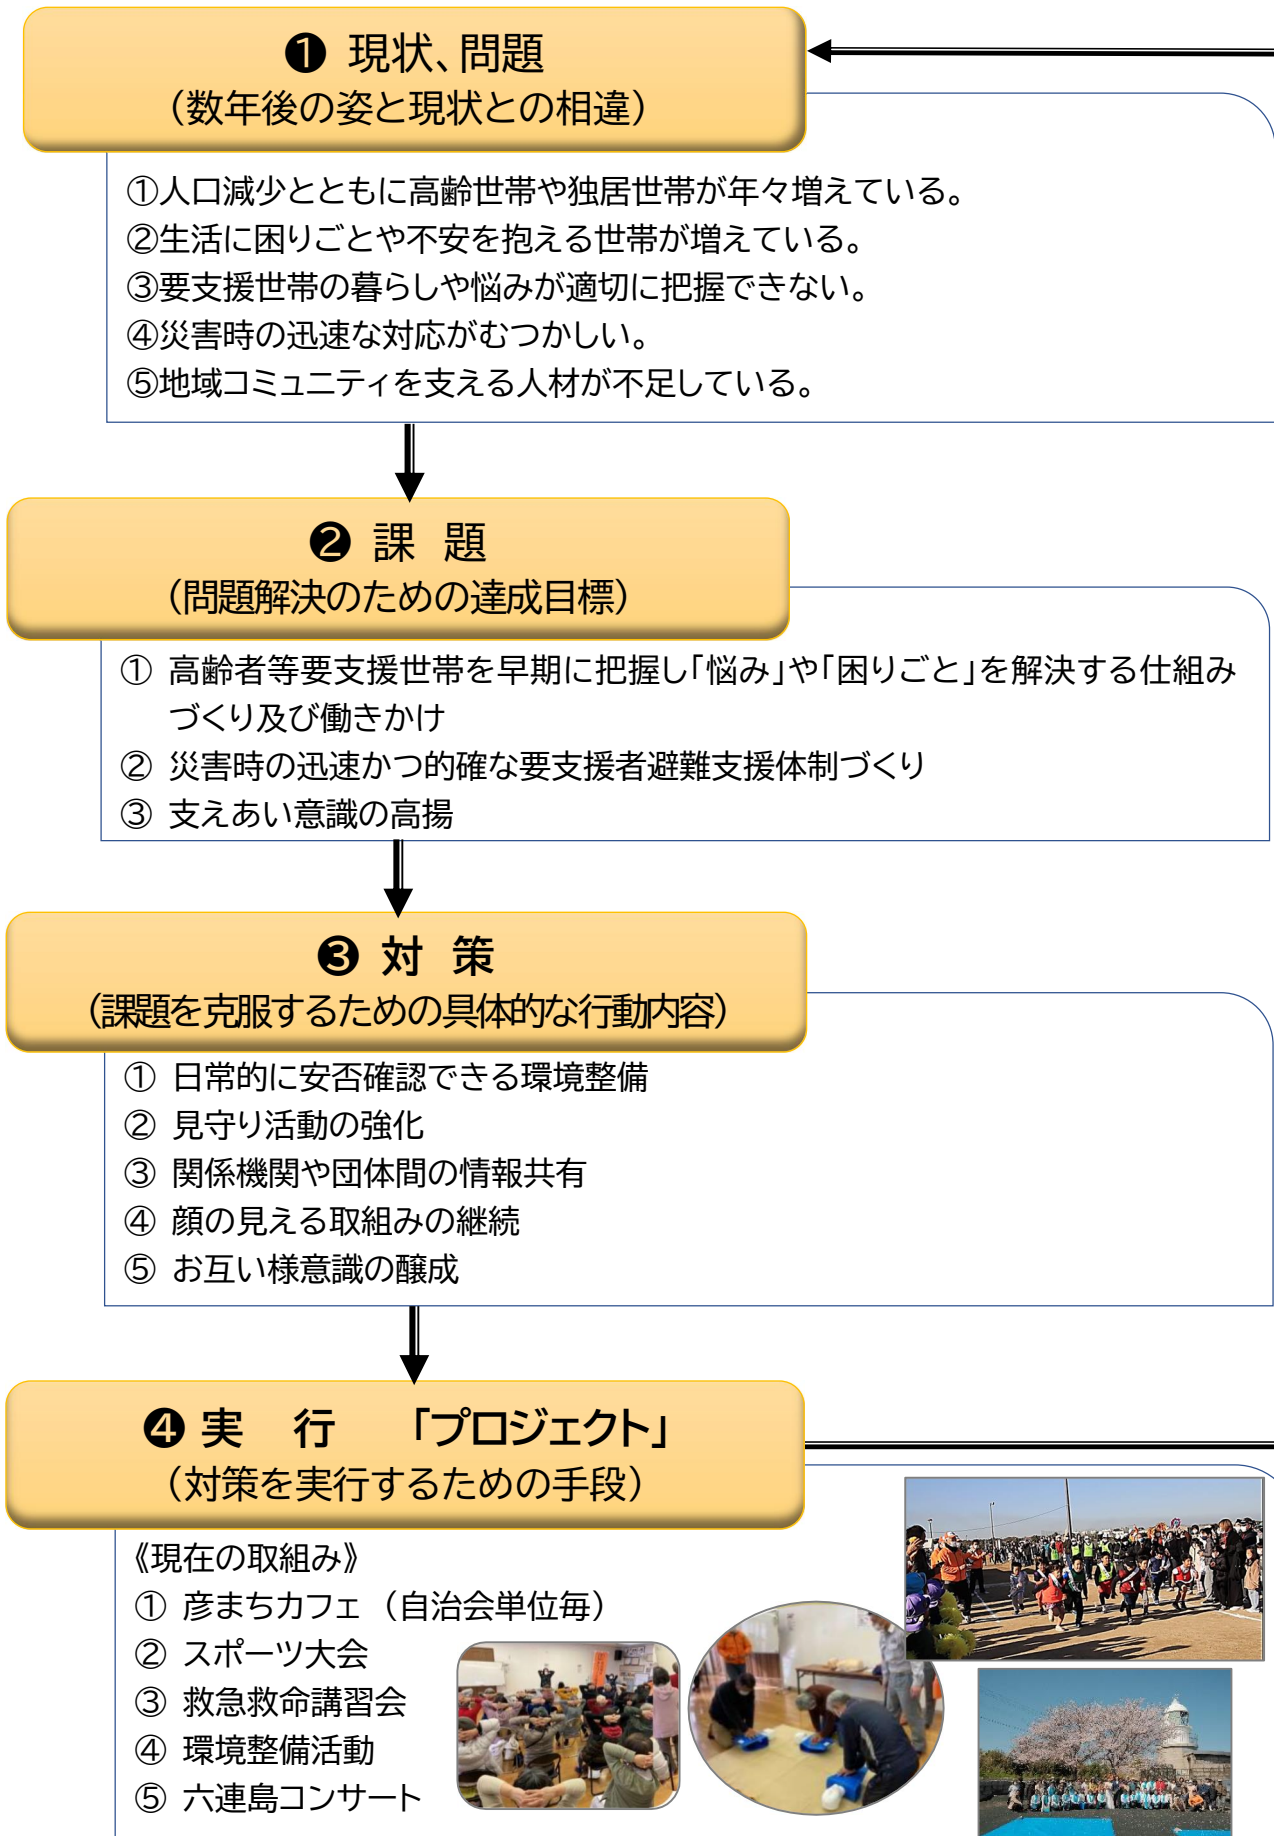 ❶ 現状、問題
（数年後の姿と現状との相違）
①人口減少とともに高齢世帯や独居世帯が年々増えている。
②生活に困りごとや不安を抱える世帯が増えている。
③要支援世帯の暮らしや悩みが適切に把握できない。
④災害時の迅速な対応がむつかしい。
⑤地域コミュニティを支える人材が不足している。
❷ 課 題
（問題解決のための達成目標）
① 高齢者等要支援世帯を早期に把握し「悩み」や「困りごと」を解決する仕組み
づくり及び働きかけ
② 災害時の迅速かつ的確な要支援者避難支援体制づくり
③ 支えあい意識の高揚
❸ 対 策
（課題を克服するための具体的な行動内容）
① 日常的に安否確認できる環境整備
② 見守り活動の強化
③ 関係機関や団体間の情報共有
④ 顔の見える取組みの継続
⑤ お互い様意識の醸成
❹ 実 行 「プロジェクト」
（対策を実行するための手段）
《現在の取組み》
① 彦まちカフェ （自治会単位毎）
② スポーツ大会
③ 救急救命講習会
④ 環境整備活動
⑤ 六連島コンサート